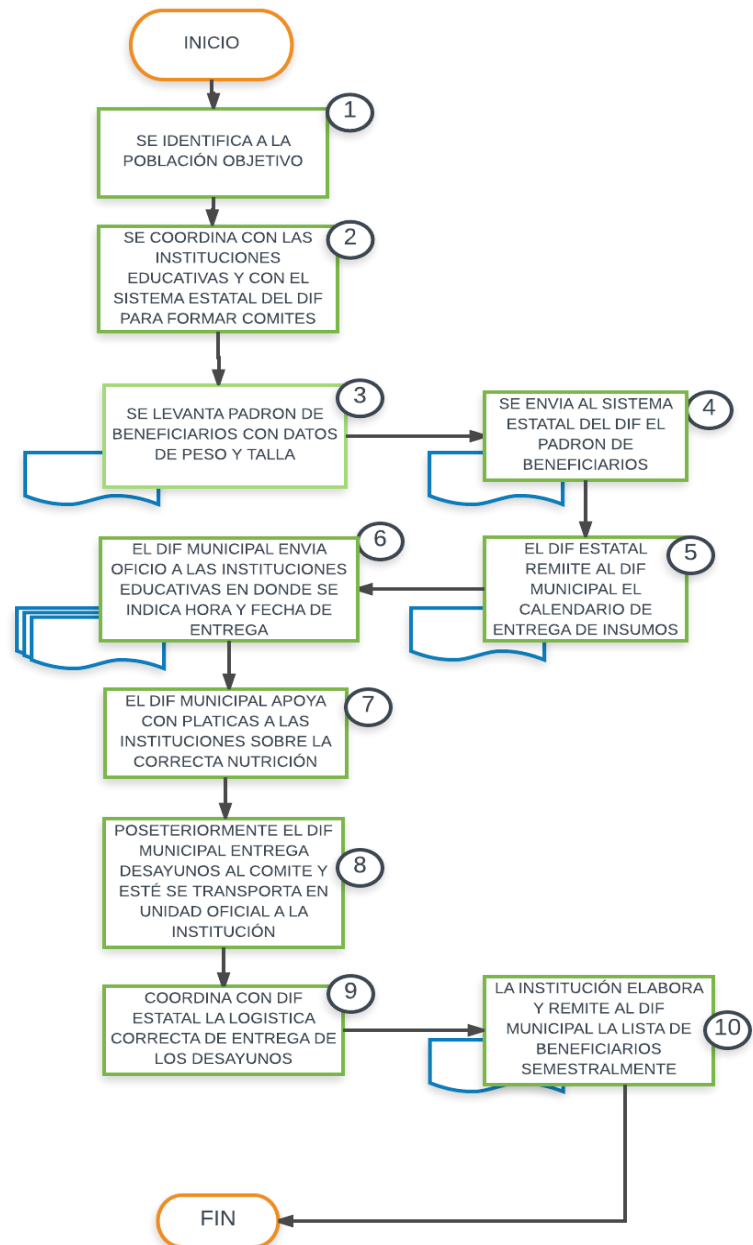 INICIO
1
SE IDENTIFICA A LA
POBLACIÓN OBJETIVO
2
SE COORDINA CON LAS
INSTITUCIONES
EDUCATIVAS Y CON EL
SISTEMA ESTATAL DEL DIF
PARA FORMAR COMITES
3
SE LEVANTA PADRON DE
BENEFICIARIOS CON DATOS
DE PESO Y TALLA
4
SE ENVIA AL SISTEMA
ESTATAL DEL DIF EL
PADRON DE
BENEFICIARIOS
5
EL DIF ESTATAL
REMITE AL DIF
MUNICIPAL EL
CALENDARIO DE
ENTREGA DE INSUMOS
6
EL DIF MUNICIPAL ENVIA
OFICIO A LAS INSTITUCIONES
EDUCATIVAS EN DONDE SE
INDICA HORA Y FECHA DE
ENTREGA
7
EL DIF MUNICIPAL APOYA
CON PLATICAS A LAS
INSTITUCIONES SOBRE LA
CORRECTA NUTRICIÓN
8
POSETERIORMENTE EL DIF
MUNICIPAL ENTREGA
DESAYUNOS AL COMITE Y
ESTÉ SE TRANSPORTA EN
UNIDAD OFICIAL A LA
INSTITUCIÓN
9
COORDINA CON DIF
ESTATAL LA LOGISTICA
CORRECTA DE ENTREGA DE
LOS DESAYUNOS
10
LA INSTITUCIÓN ELABORA
Y REMITE AL DIF
MUNICIPAL LA LISTA DE
BENEFICIARIOS
SEMESTRALMENTE
FIN